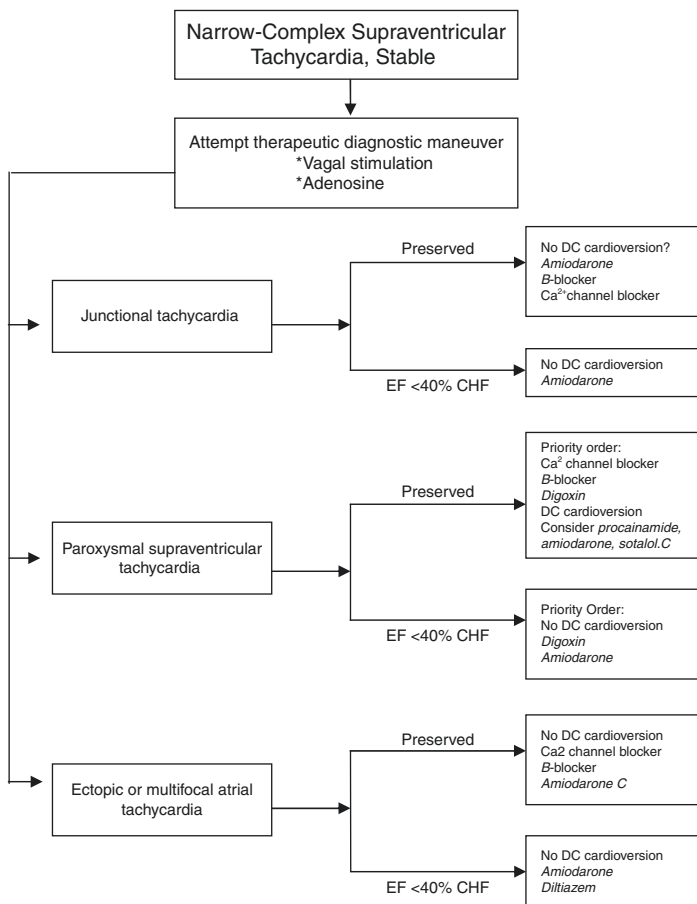 Narrow-Complex Supraventricular
Tachycardia, Stable
Attempt therapeutic diagnostic maneuver
*Vagal stimulation
*Adenosine
Junctional tachycardia
Preserved
No DC cardioversion?
Amiodarone
B-blocker
Ca²⁺channel blocker
EF <40% CHF
No DC cardioversion
Amiodarone
Paroxysmal supraventricular
tachycardia
Preserved
Priority order:
Ca² channel blocker
B-blocker
Digoxin
DC cardioversion
Consider procainamide,
amiodarone, sotalol.C
EF <40% CHF
Priority Order:
No DC cardioversion
Digoxin
Amiodarone
Ectopic or multifocal atrial
tachycardia
Preserved
No DC cardioversion
Ca2 channel blocker
B-blocker
Amiodarone C
EF <40% CHF
No DC cardioversion
Amiodarone
Diltiazem